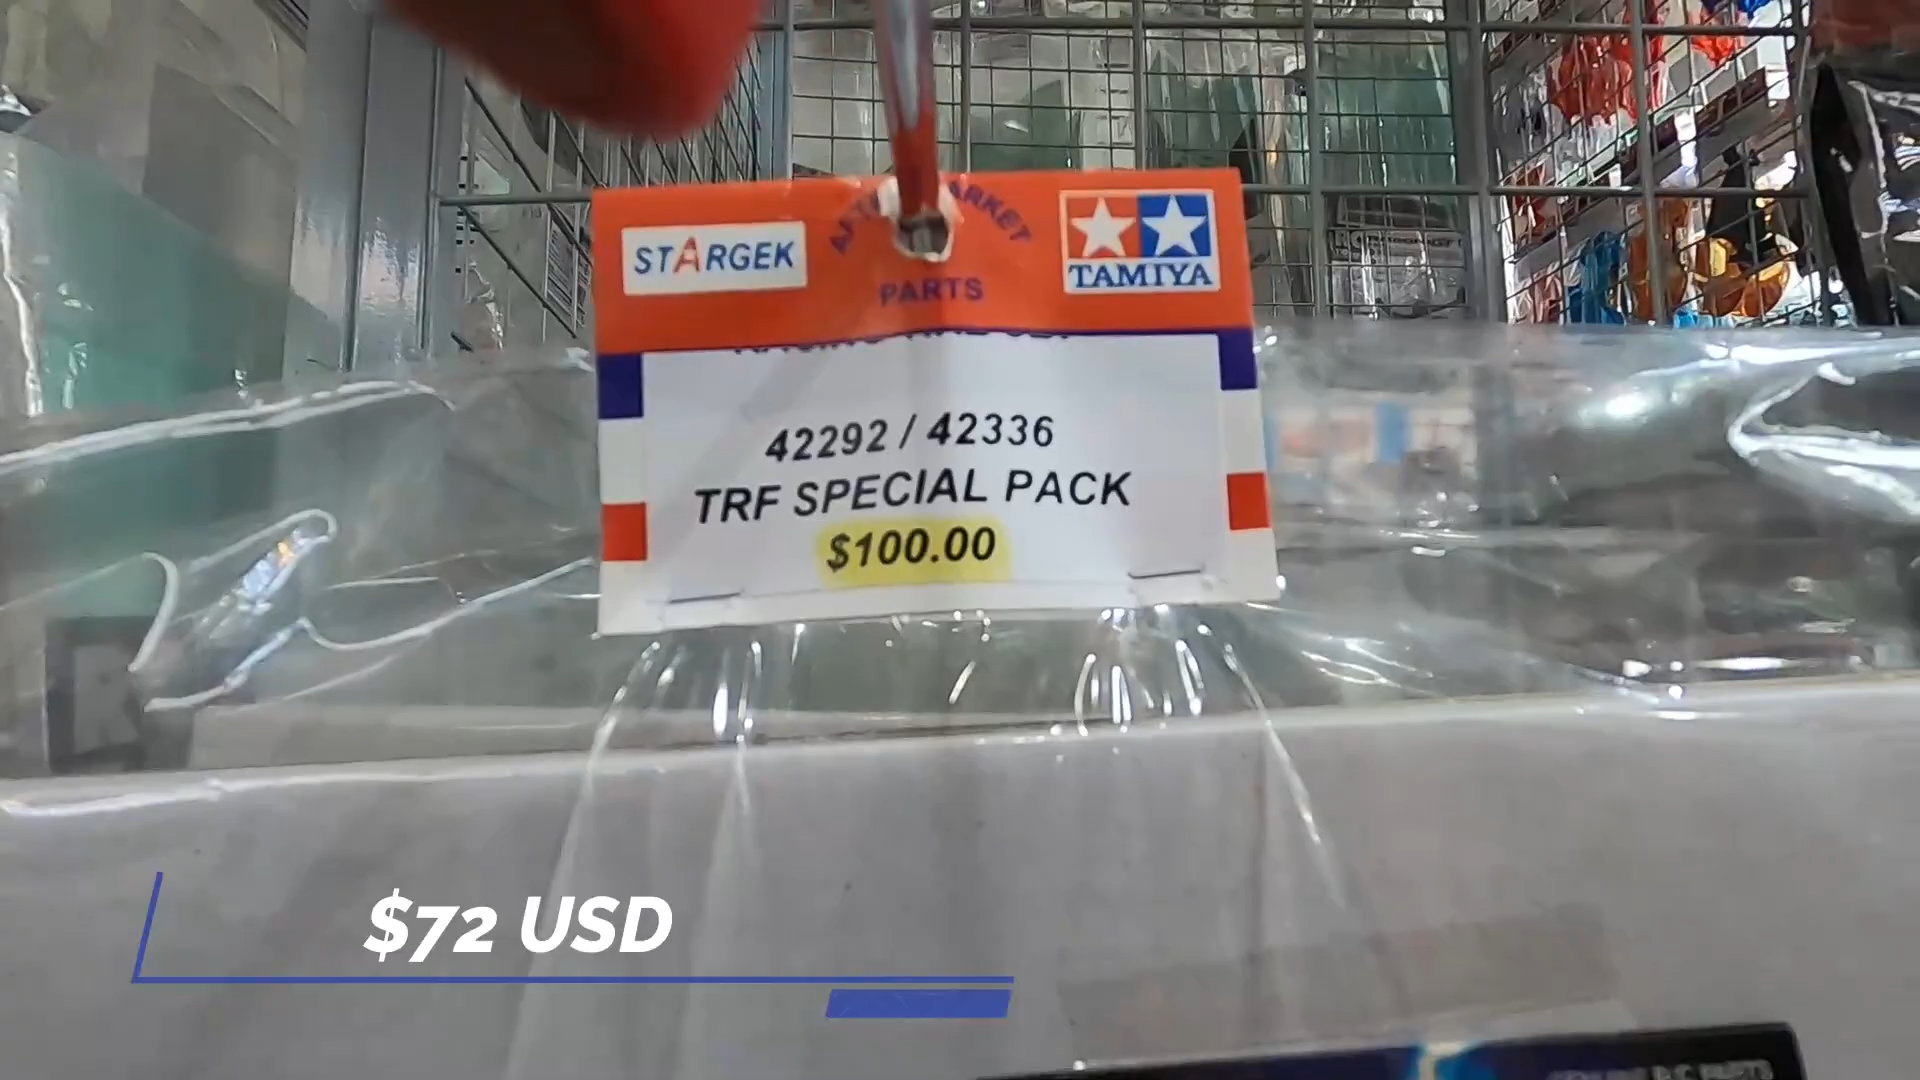 STARGEK
PARTS
TAMIYA
42292 / 42336
TRF SPECIAL PACK
$100.00
$72 USD